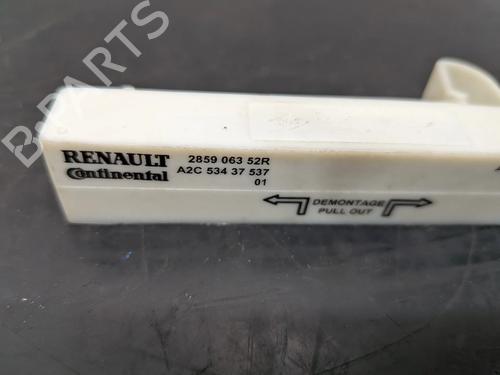 B-PARTS
RENAULT 2859 063 52R
Continental A2C 534 37 537
01
DEMONTAGE
PULL OUT